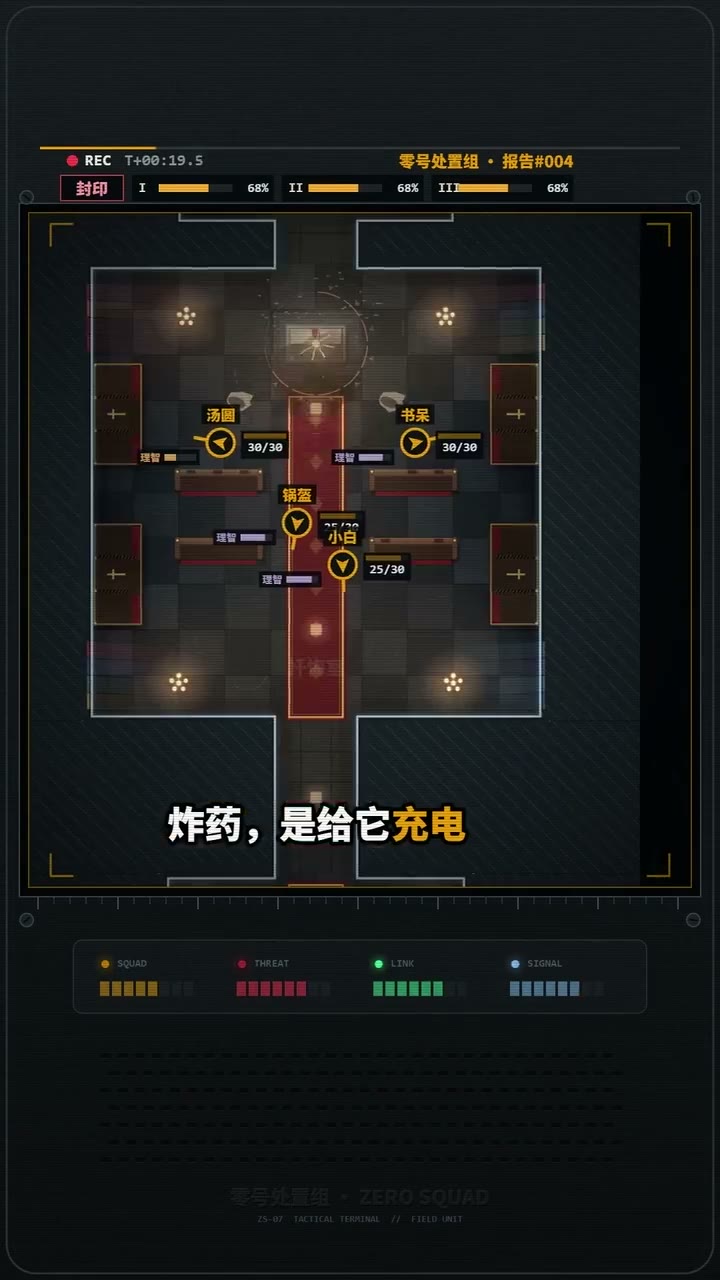 REC T+00:19.5 零号处置组 · 报告#004
封印 I 68% II 68% III 68%
汤圆 书呆
30/30 30/30
理智 理智
锅盔
25/30
小白
理智
25/30
理智
炸药，是给它充电
SQUAD THREAT LINK SIGNAL
零号处置组 · ZERO SQUAD
ZS-07 TACTICAL TERMINAL // FIELD UNIT